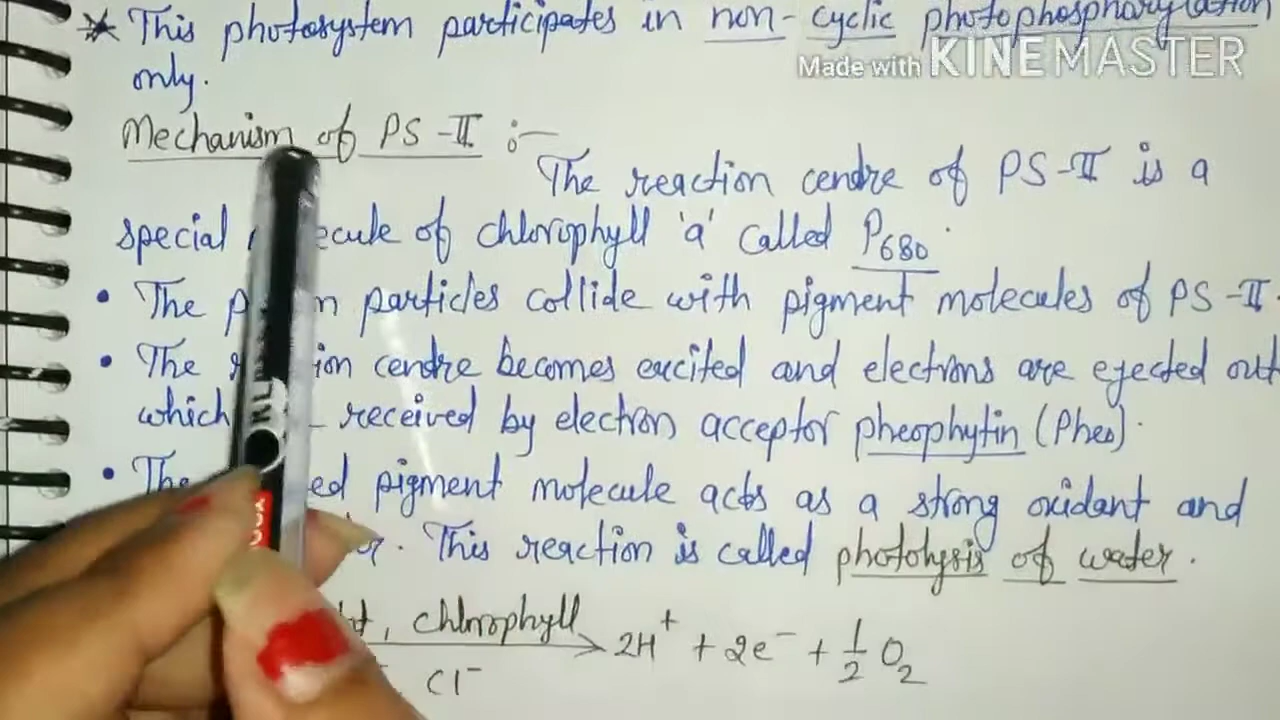 * This photosystem participates in non-cyclic photophosphorylation
Made with KINEMASTER
only.
Mechanism of PS-II :-
The reaction centre of PS-II is a
special ecule of chlorophyll 'a' called P680.
• The p n particles collide with pigment molecules of PS-II.
• The ion centre becomes excited and electrons are ejected out
which received by electron acceptor pheophytin (Pheo).
• The ed pigment molecule acts as a strong oxidant and
This reaction is called photolysis of water.
, chlorophyll
→ 2H⁺ + 2e⁻ + 1/2 O₂
Cl⁻